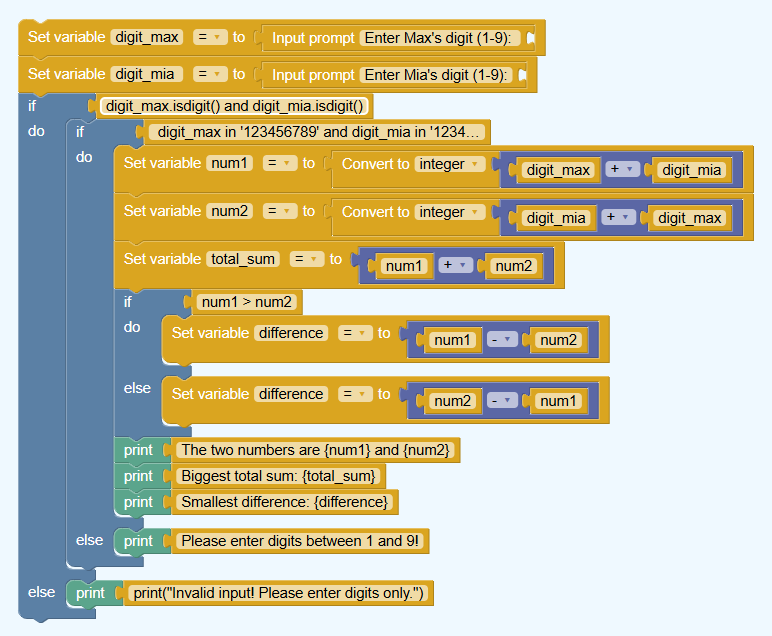 Set variable digit_max = to Input prompt Enter Max's digit (1-9):
Set variable digit_mia = to Input prompt Enter Mia's digit (1-9):
if digit_max.isdigit() and digit_mia.isdigit()
do if digit_max in '123456789' and digit_mia in '1234...
do Set variable num1 = to Convert to integer digit_max + digit_mia
Set variable num2 = to Convert to integer digit_mia + digit_max
Set variable total_sum = to num1 + num2
if num1 > num2
do Set variable difference = to num1 - num2
else Set variable difference = to num2 - num1
print The two numbers are {num1} and {num2}
print Biggest total sum: {total_sum}
print Smallest difference: {difference}
else print Please enter digits between 1 and 9!
else print print("Invalid input! Please enter digits only.")